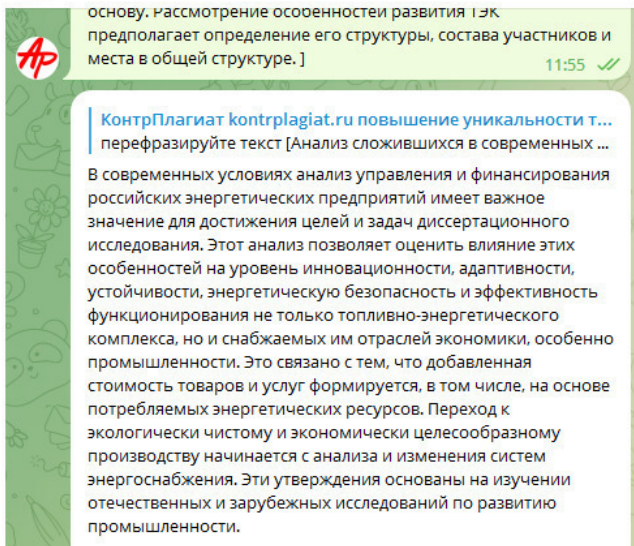 основу. Рассмотрение особенностей развития ТЭК
предполагает определение его структуры, состава участников и
места в общей структуре. ]
11:55
Ар
КонтрПлагиат kontrplagiat.ru повышение уникальности т...
перефразируйте текст [Анализ сложившихся в современных ...
В современных условиях анализ управления и финансирования
российских энергетических предприятий имеет важное
значение для достижения целей и задач диссертационного
исследования. Этот анализ позволяет оценить влияние этих
особенностей на уровень инновационности, адаптивности,
устойчивости, энергетическую безопасность и эффективность
функционирования не только топливно-энергетического
комплекса, но и снабжаемых им отраслей экономики, особенно
промышленности. Это связано с тем, что добавленная
стоимость товаров и услуг формируется, в том числе, на основе
потребляемых энергетических ресурсов. Переход к
экологически чистому и экономически целесообразному
производству начинается с анализа и изменения систем
энергоснабжения. Эти утверждения основаны на изучении
отечественных и зарубежных исследований по развитию
промышленности.